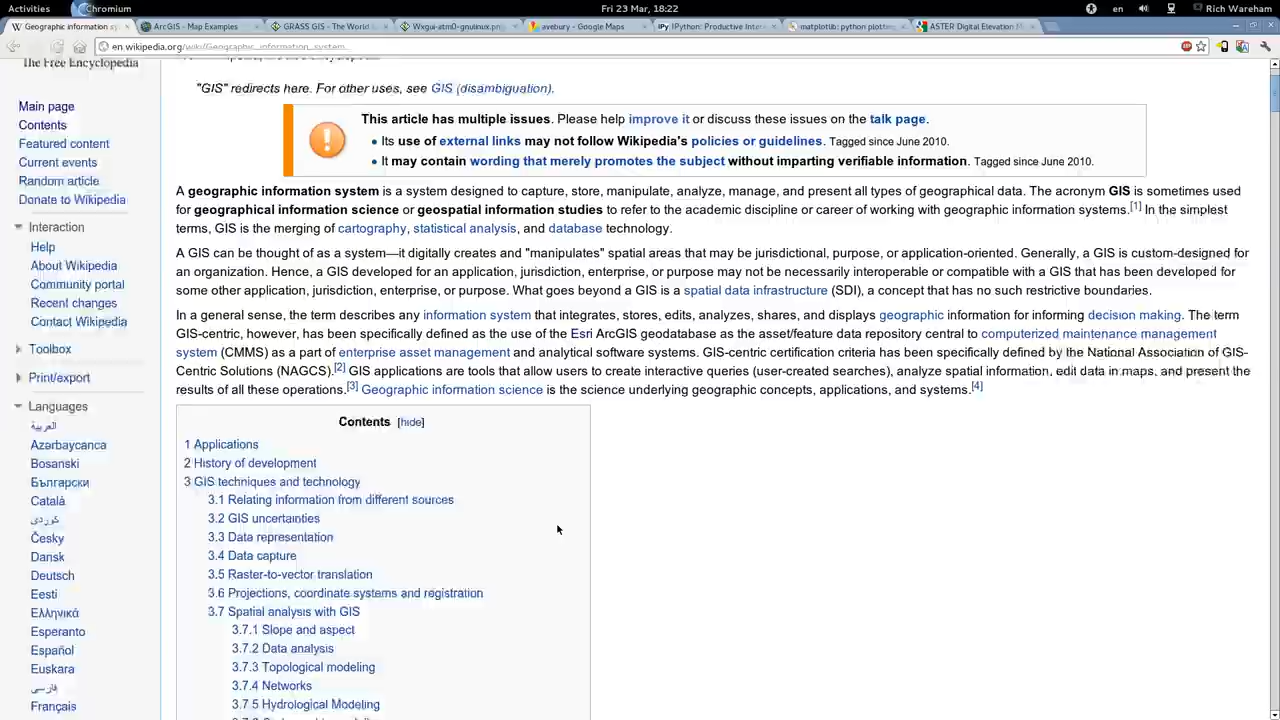 Activities
Chromium
Fri 23 Mar, 18:22
en
Rich Wareham
Geographic information sy
ArcGIS - Map Examples
GRASS GIS - The World
Wxgui-atm0-gnulinux.pn
avebury - Google Maps
IP[y] IPython: Productive Inter
matplotlib: python plotting
ASTER Digital Elevation M
en.wikipedia.org/wiki/Geographic_information_system
The Free Encyclopedia
Main page
Contents
Featured content
Current events
Random article
Donate to Wikipedia
Interaction
Help
About Wikipedia
Community portal
Recent changes
Contact Wikipedia
Toolbox
Print/export
Languages
العربية
Azərbaycanca
Bosanski
Български
Català
كوردی
Česky
Dansk
Deutsch
Eesti
Ελληνικά
Esperanto
Español
Euskara
فارسی
Français
"GIS" redirects here. For other uses, see GIS (disambiguation).
This article has multiple issues. Please help improve it or discuss these issues on the talk page.
• Its use of external links may not follow Wikipedia's policies or guidelines. Tagged since June 2010.
• It may contain wording that merely promotes the subject without imparting verifiable information. Tagged since June 2010.
A geographic information system is a system designed to capture, store, manipulate, analyze, manage, and present all types of geographical data. The acronym GIS is sometimes used
for geographical information science or geospatial information studies to refer to the academic discipline or career of working with geographic information systems.[1] In the simplest
terms, GIS is the merging of cartography, statistical analysis, and database technology.
A GIS can be thought of as a system—it digitally creates and "manipulates" spatial areas that may be jurisdictional, purpose, or application-oriented. Generally, a GIS is custom-designed for
an organization. Hence, a GIS developed for an application, jurisdiction, enterprise, or purpose may not be necessarily interoperable or compatible with a GIS that has been developed for
some other application, jurisdiction, enterprise, or purpose. What goes beyond a GIS is a spatial data infrastructure (SDI), a concept that has no such restrictive boundaries.
In a general sense, the term describes any information system that integrates, stores, edits, analyzes, shares, and displays geographic information for informing decision making. The term
GIS-centric, however, has been specifically defined as the use of the Esri ArcGIS geodatabase as the asset/feature data repository central to computerized maintenance management
system (CMMS) as a part of enterprise asset management and analytical software systems. GIS-centric certification criteria has been specifically defined by the National Association of GIS-
Centric Solutions (NAGCS).[2] GIS applications are tools that allow users to create interactive queries (user-created searches), analyze spatial information, edit data in maps, and present the
results of all these operations.[3] Geographic information science is the science underlying geographic concepts, applications, and systems.[4]
Contents [hide]
1 Applications
2 History of development
3 GIS techniques and technology
3.1 Relating information from different sources
3.2 GIS uncertainties
3.3 Data representation
3.4 Data capture
3.5 Raster-to-vector translation
3.6 Projections, coordinate systems and registration
3.7 Spatial analysis with GIS
3.7.1 Slope and aspect
3.7.2 Data analysis
3.7.3 Topological modeling
3.7.4 Networks
3.7.5 Hydrological Modeling